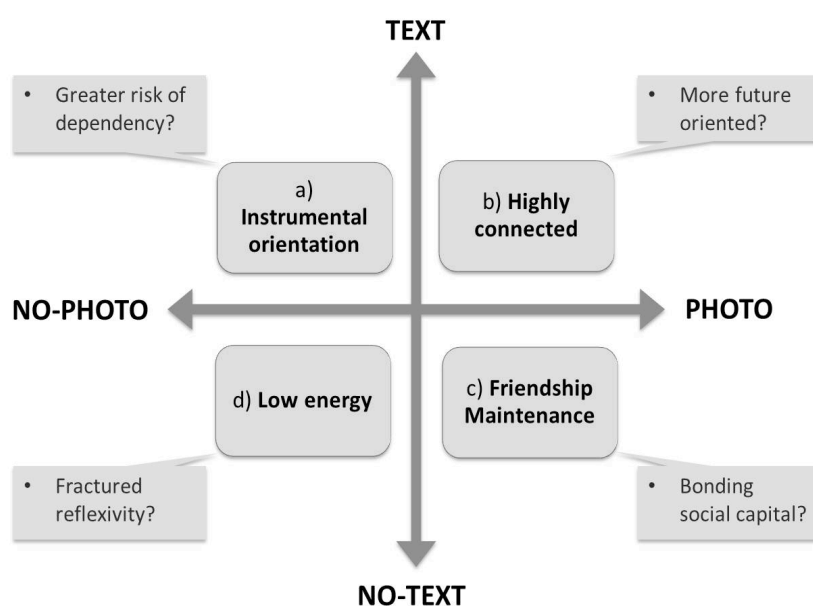 TEXT
• Greater risk of
dependency?
• More future
oriented?
a)
Instrumental
orientation
b) Highly
connected
NO-PHOTO
PHOTO
d) Low energy
c) Friendship
Maintenance
• Fractured
reflexivity?
• Bonding
social capital?
NO-TEXT